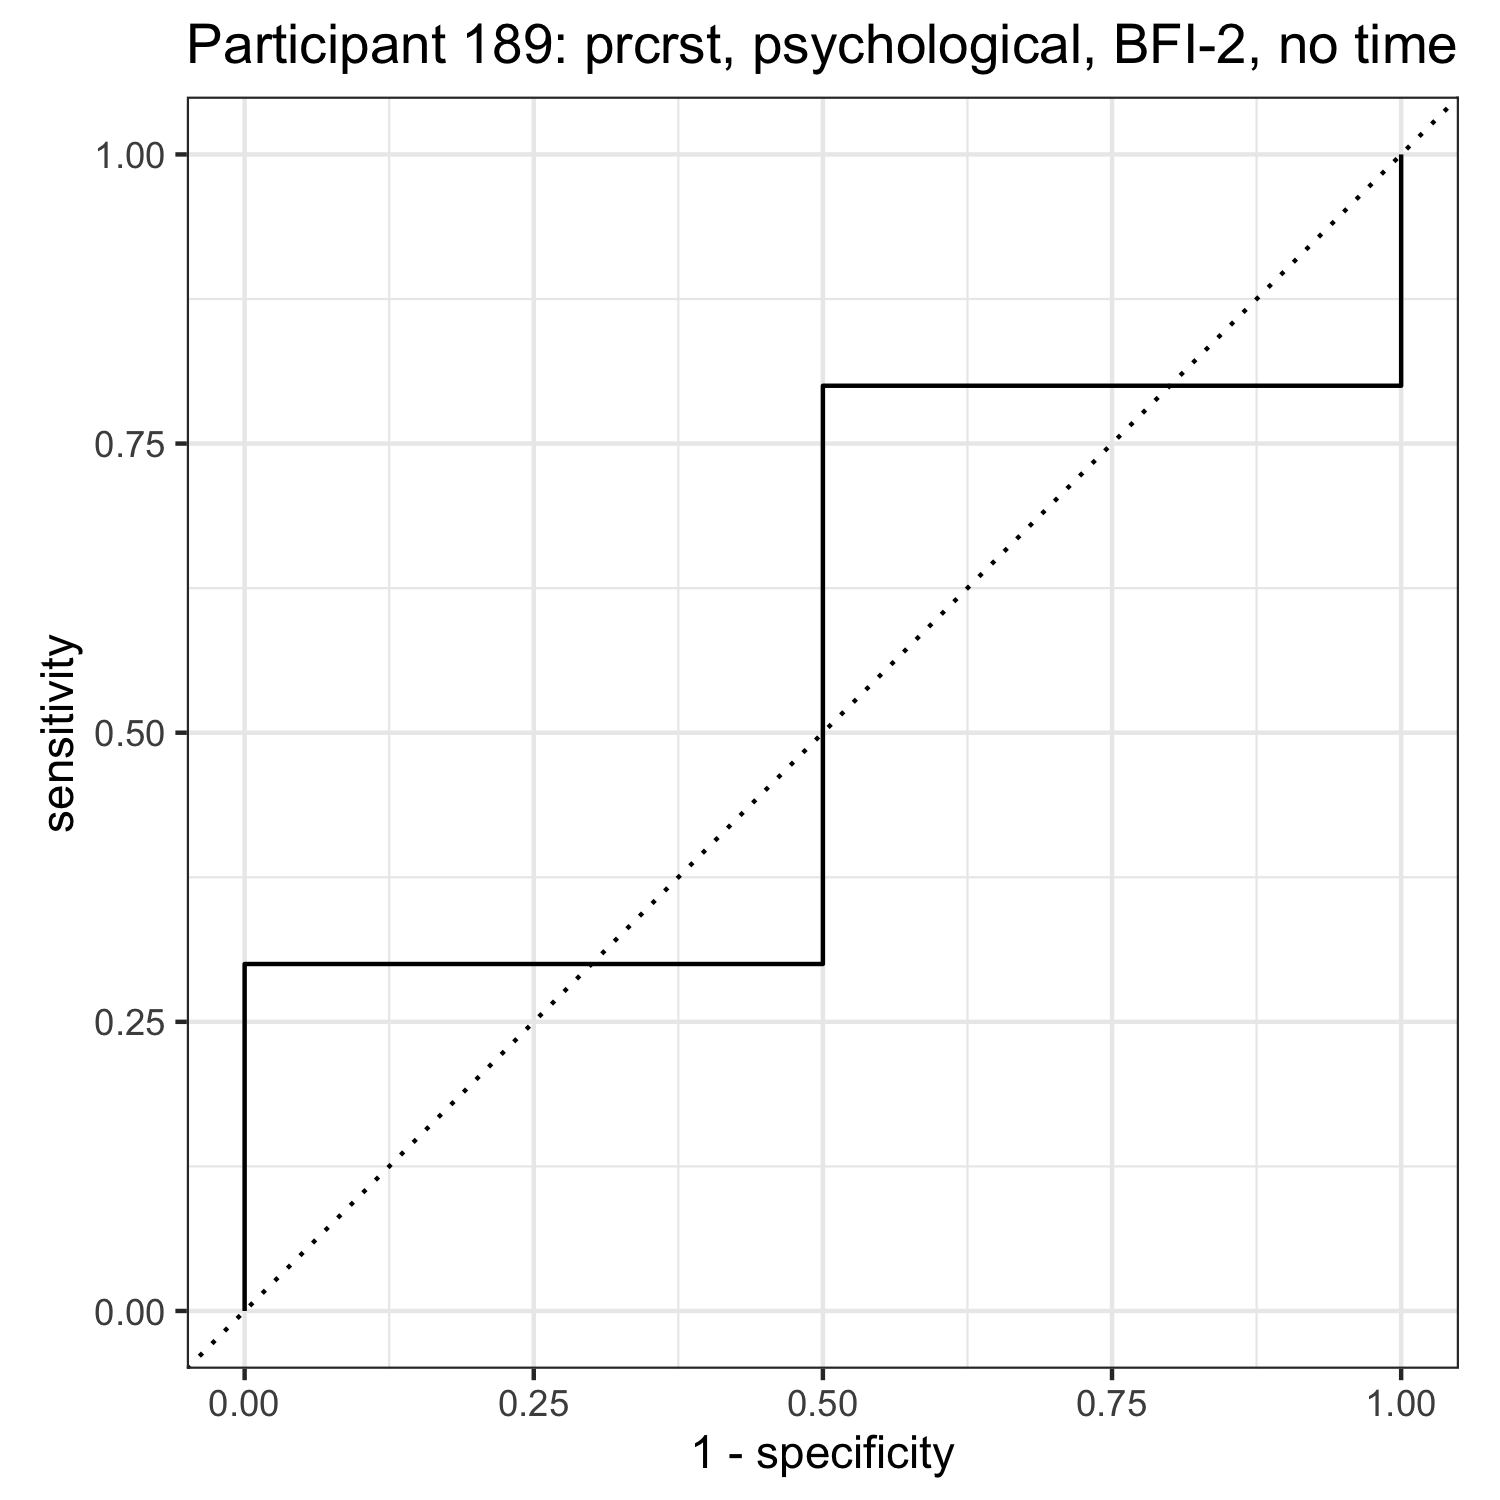 Participant 189: prcrst, psychological, BFI-2, no time
1.00
0.75
0.50
0.25
0.00
sensitivity
0.00 0.25 0.50 0.75 1.00
1 - specificity